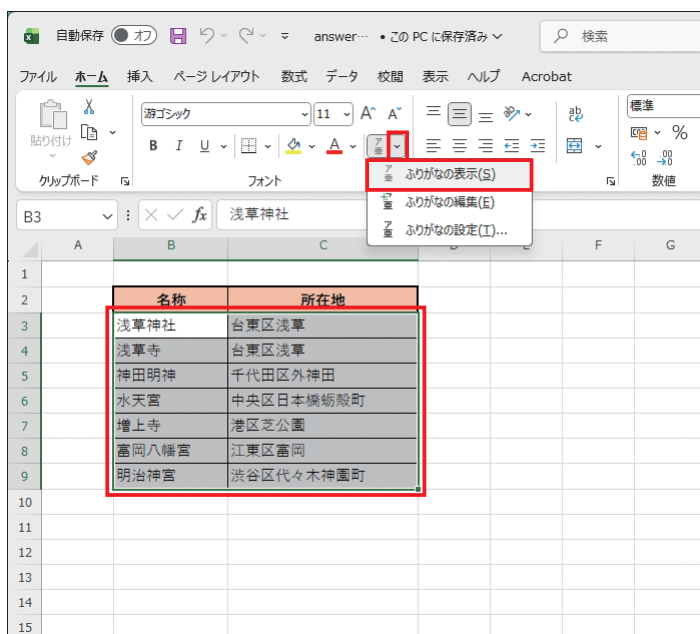 自動保存 オフ answer… • この PC に保存済み 検索
ファイル ホーム 挿入 ページ レイアウト 数式 データ 校閲 表示 ヘルプ Acrobat
貼り付け 游ゴシック 11 A A ab 標準
B I U A ア亜 %
クリップボード フォント 数値
ふりがなの表示(S)
ふりがなの編集(E)
ふりがなの設定(T)...
B3 fx 浅草神社
A B C D E F G
1
2 名称 所在地
3 浅草神社 台東区浅草
4 浅草寺 台東区浅草
5 神田明神 千代田区外神田
6 水天宮 中央区日本橋蛎殻町
7 増上寺 港区芝公園
8 富岡八幡宮 江東区富岡
9 明治神宮 渋谷区代々木神園町
10
11
12
13
14
15